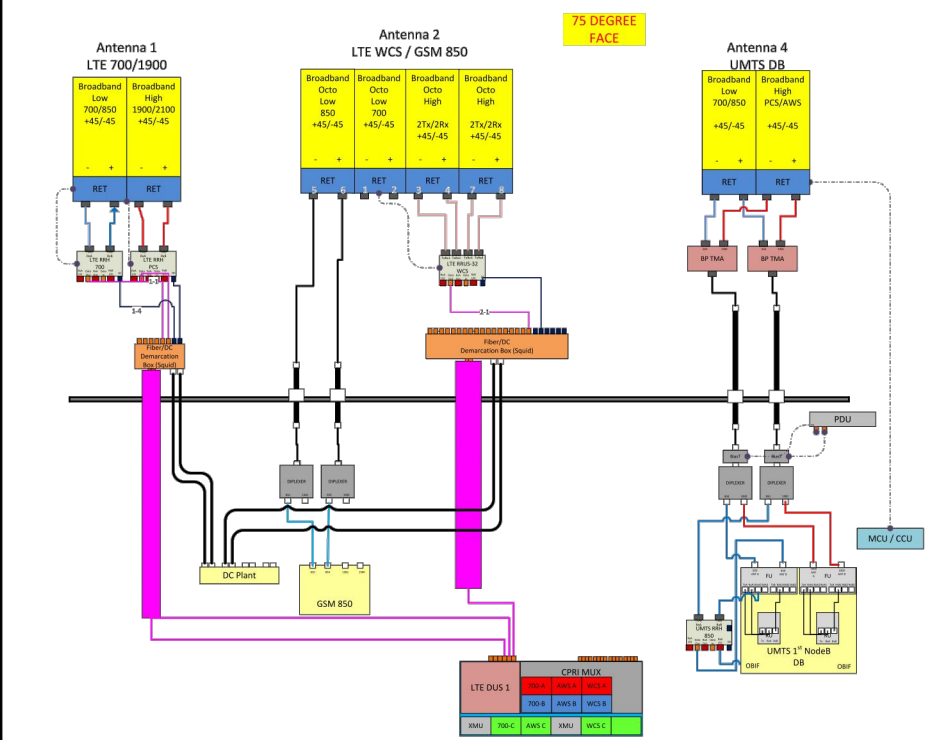 75 DEGREE
FACE
Antenna 1
LTE 700/1900
Antenna 2
LTE WCS / GSM 850
Antenna 4
UMTS DB
Broadband
Low
700/850
+45/-45
- +
Broadband
High
1900/2100
+45/-45
- +
Broadband
Octo
Low
850
+45/-45
- +
Broadband
Octo
Low
700
+45/-45
- +
Broadband
Octo
High
2Tx/2Rx
+45/-45
- +
Broadband
Octo
High
2Tx/2Rx
+45/-45
- +
Broadband
Low
700/850
+45/-45
- +
Broadband
High
PCS/AWS
+45/-45
- +
RET
RET
RET
RET
RET
RET
RET
RET
5 6 1 2 3 4 7 8
LTE RRH
700
LTE RRH
PCS
1-1
1-4
LTE RRUS-32
WCS
2-1
BP TMA
BP TMA
Fiber/DC
Demarcation
Box (Squid)
Fiber/DC
Demarcation Box (Squid)
PDU
BiasT
BiasT
DIPLEXER
DIPLEXER
DIPLEXER
DIPLEXER
MCU / CCU
DC Plant
GSM 850
FU
FU
RU
RU
UMTS RRH
850
UMTS 1st NodeB
DB
OBIF
OBIF
LTE DUS 1
CPRI MUX
700-A AWS A WCS A
700-B AWS B WCS B
XMU 700-C AWS C XMU WCS C